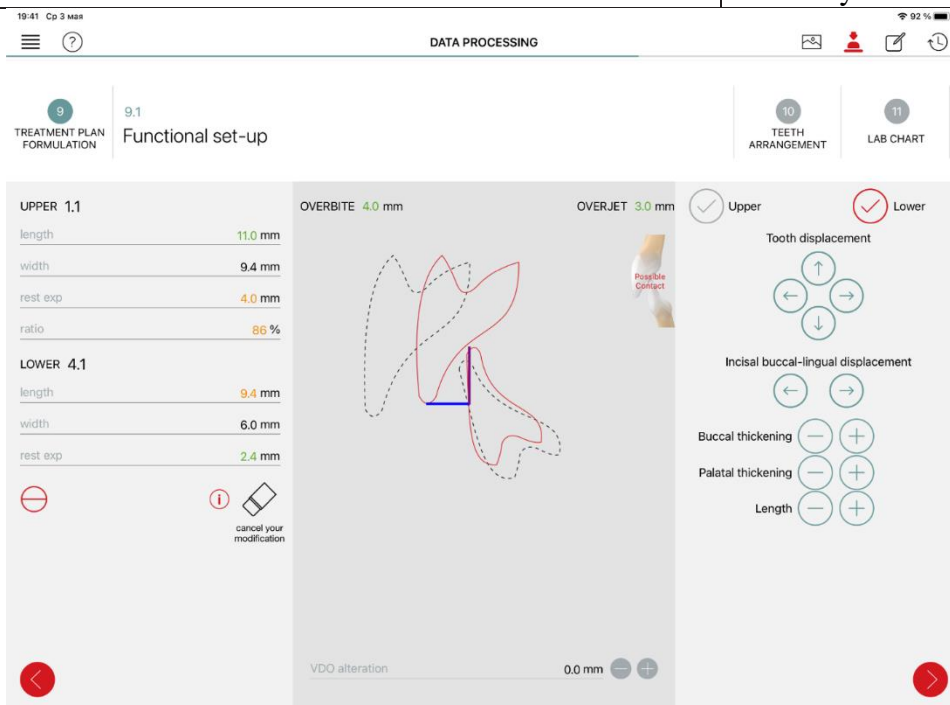 19:41 Ср 3 мая
92 %
?
DATA PROCESSING
9
TREATMENT PLAN
FORMULATION
9.1
Functional set-up
10
TEETH
ARRANGEMENT
11
LAB CHART
UPPER 1.1
length 11.0 mm
width 9.4 mm
rest exp 4.0 mm
ratio 86 %
LOWER 4.1
length 9.4 mm
width 6.0 mm
rest exp 2.4 mm
i
cancel your
modification
OVERBITE 4.0 mm
OVERJET 3.0 mm
Possible
Contact
VDO alteration 0.0 mm
Upper
Lower
Tooth displacement
Incisal buccal-lingual displacement
Buccal thickening
Palatal thickening
Length